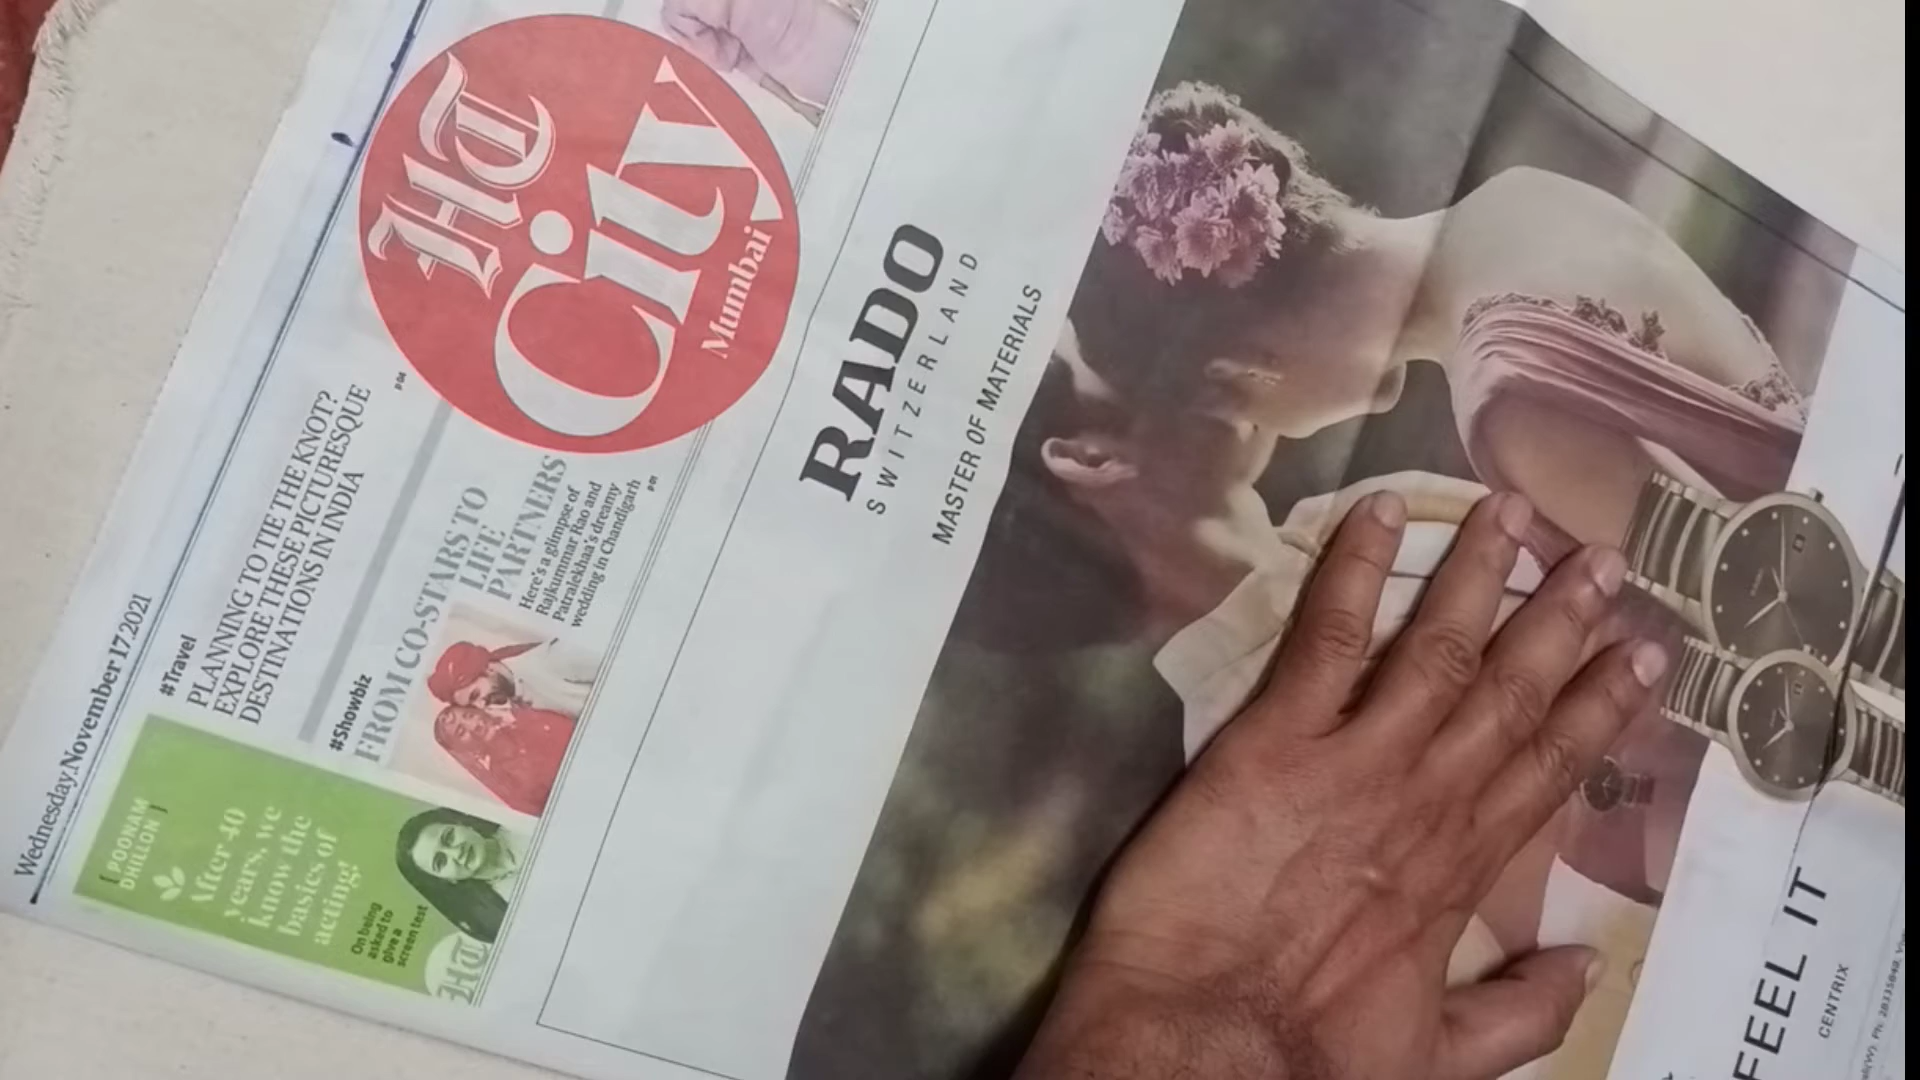 Wednesday.November 17.2021
{ POONAM
DHILLON }
After 40
years, we
know the
basics of
acting!
On being
asked to
give a
screen test
HT
#Travel
PLANNING TO TIE THE KNOT?
EXPLORE THESE PICTURESQUE
DESTINATIONS IN INDIA
P04
#Showbiz
FROM CO-STARS TO
LIFE
PARTNERS
Here's a glimpse of
Rajkummar Rao and
Patralekhaa's dreamy
wedding in Chandigarh
HT
City
Mumbai
RADO
SWITZERLAND
MASTER OF MATERIALS
FEEL IT
CENTRIX